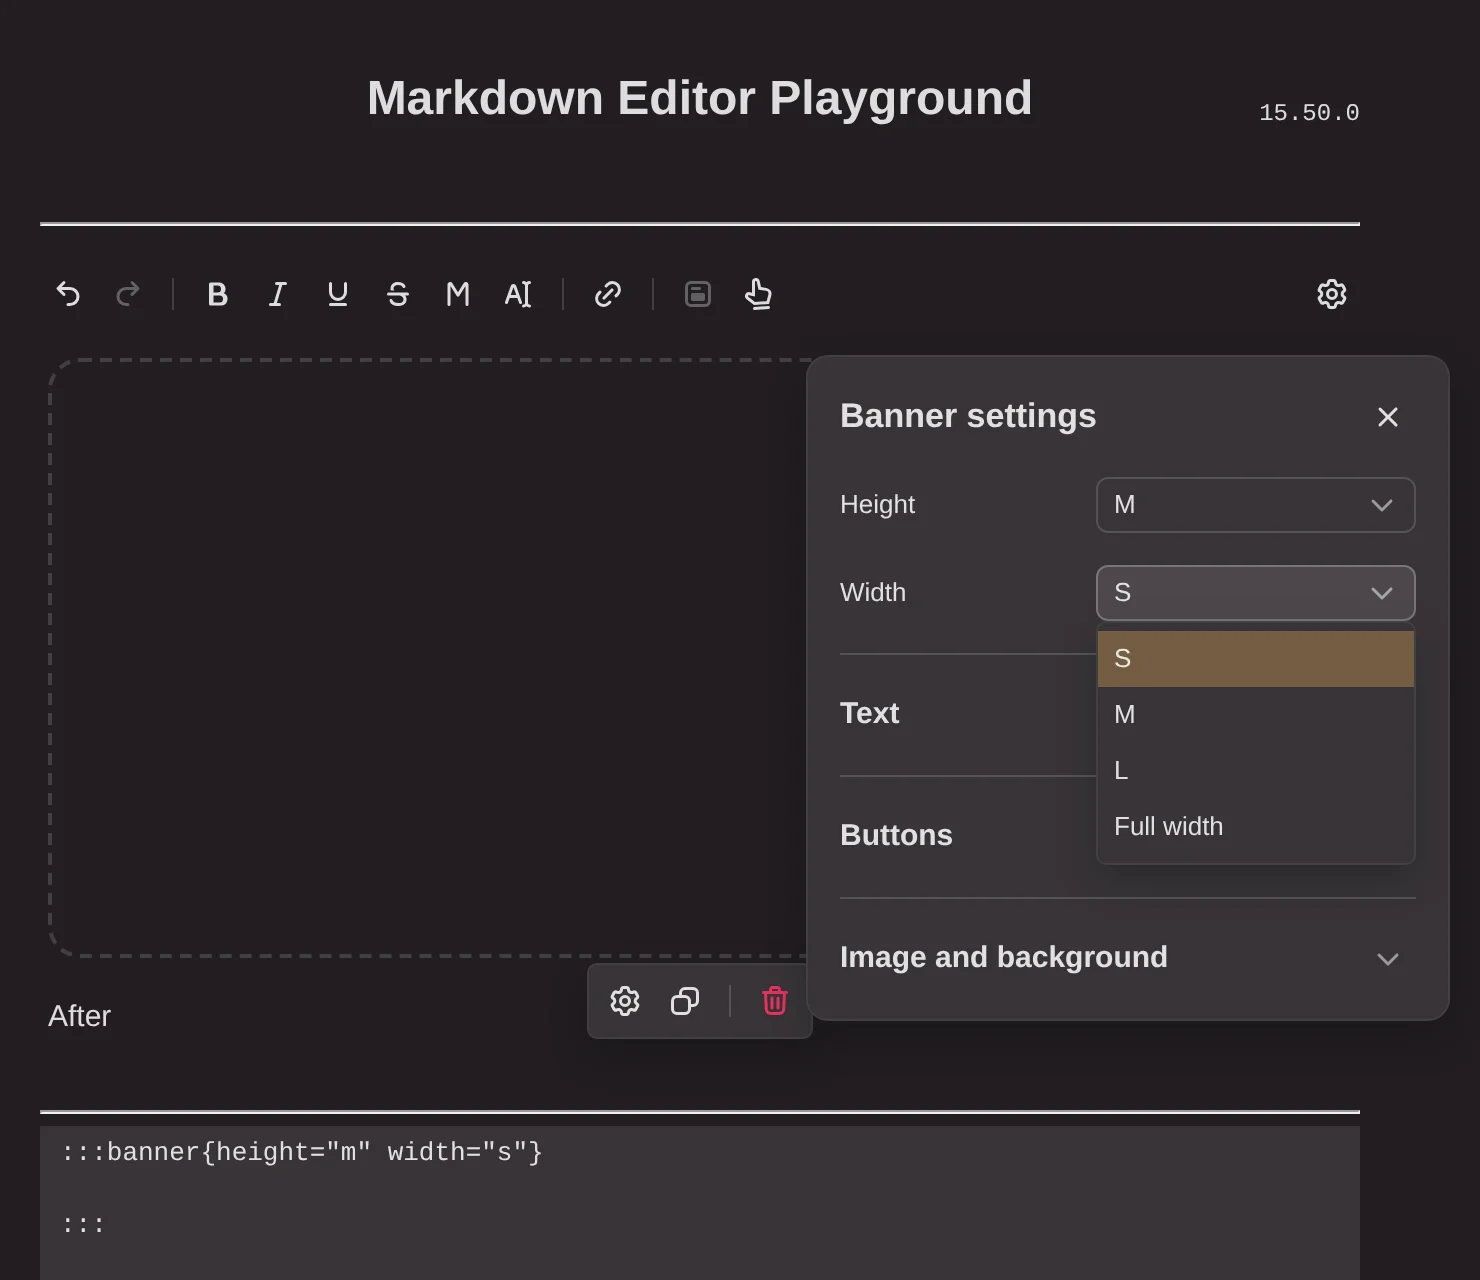 Markdown Editor Playground
15.50.0
Banner settings
Height
M
Width
S
S
M
L
Full width
Text
Buttons
Image and background
After
:::banner{height="m" width="s"}
:::